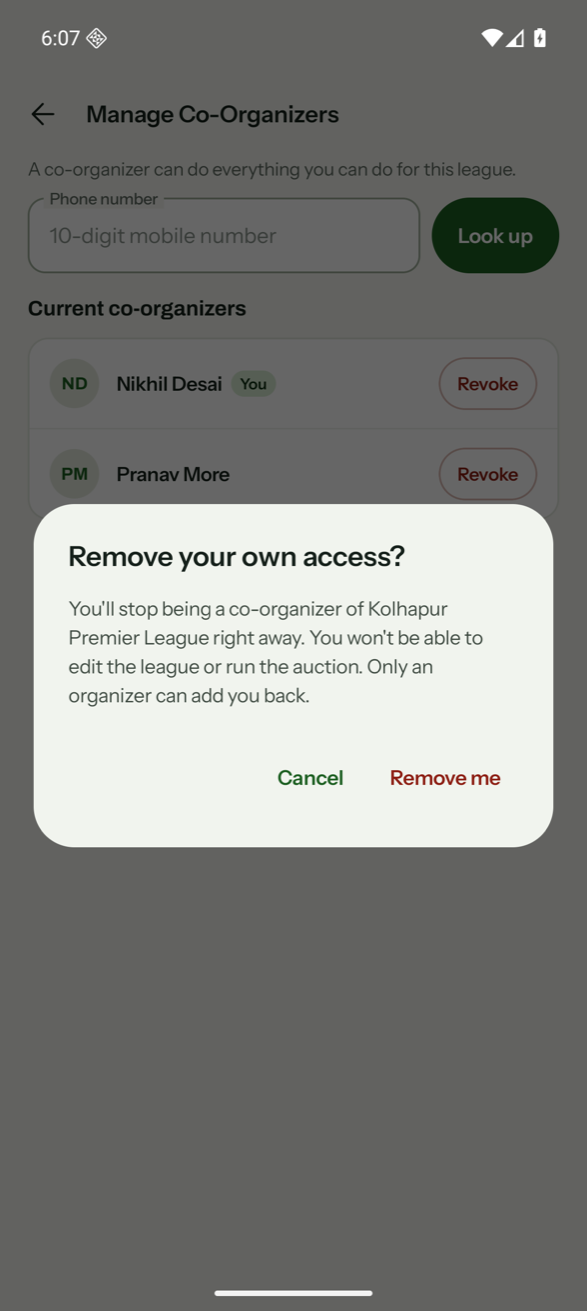 6:07
Manage Co-Organizers
A co-organizer can do everything you can do for this league.
Phone number
10-digit mobile number
Look up
Current co-organizers
ND
Nikhil Desai
You
Revoke
PM
Pranav More
Revoke
Remove your own access?
You'll stop being a co-organizer of Kolhapur
Premier League right away. You won't be able to
edit the league or run the auction. Only an
organizer can add you back.
Cancel
Remove me